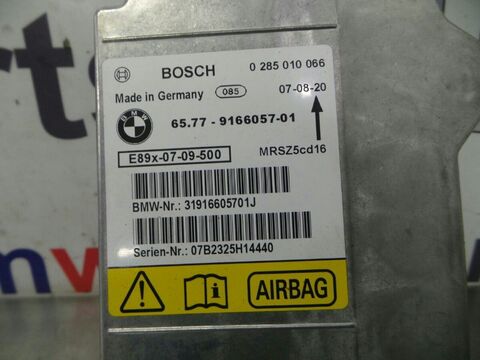 BOSCH 0 285 010 066
Made in Germany 085 07-08-20
BMW 65.77 - 9166057-01
E89x-07-09-500 MRSZ5cd16
BMW-Nr.: 31916605701J
Serien-Nr.: 07B2325H14440
AIRBAG